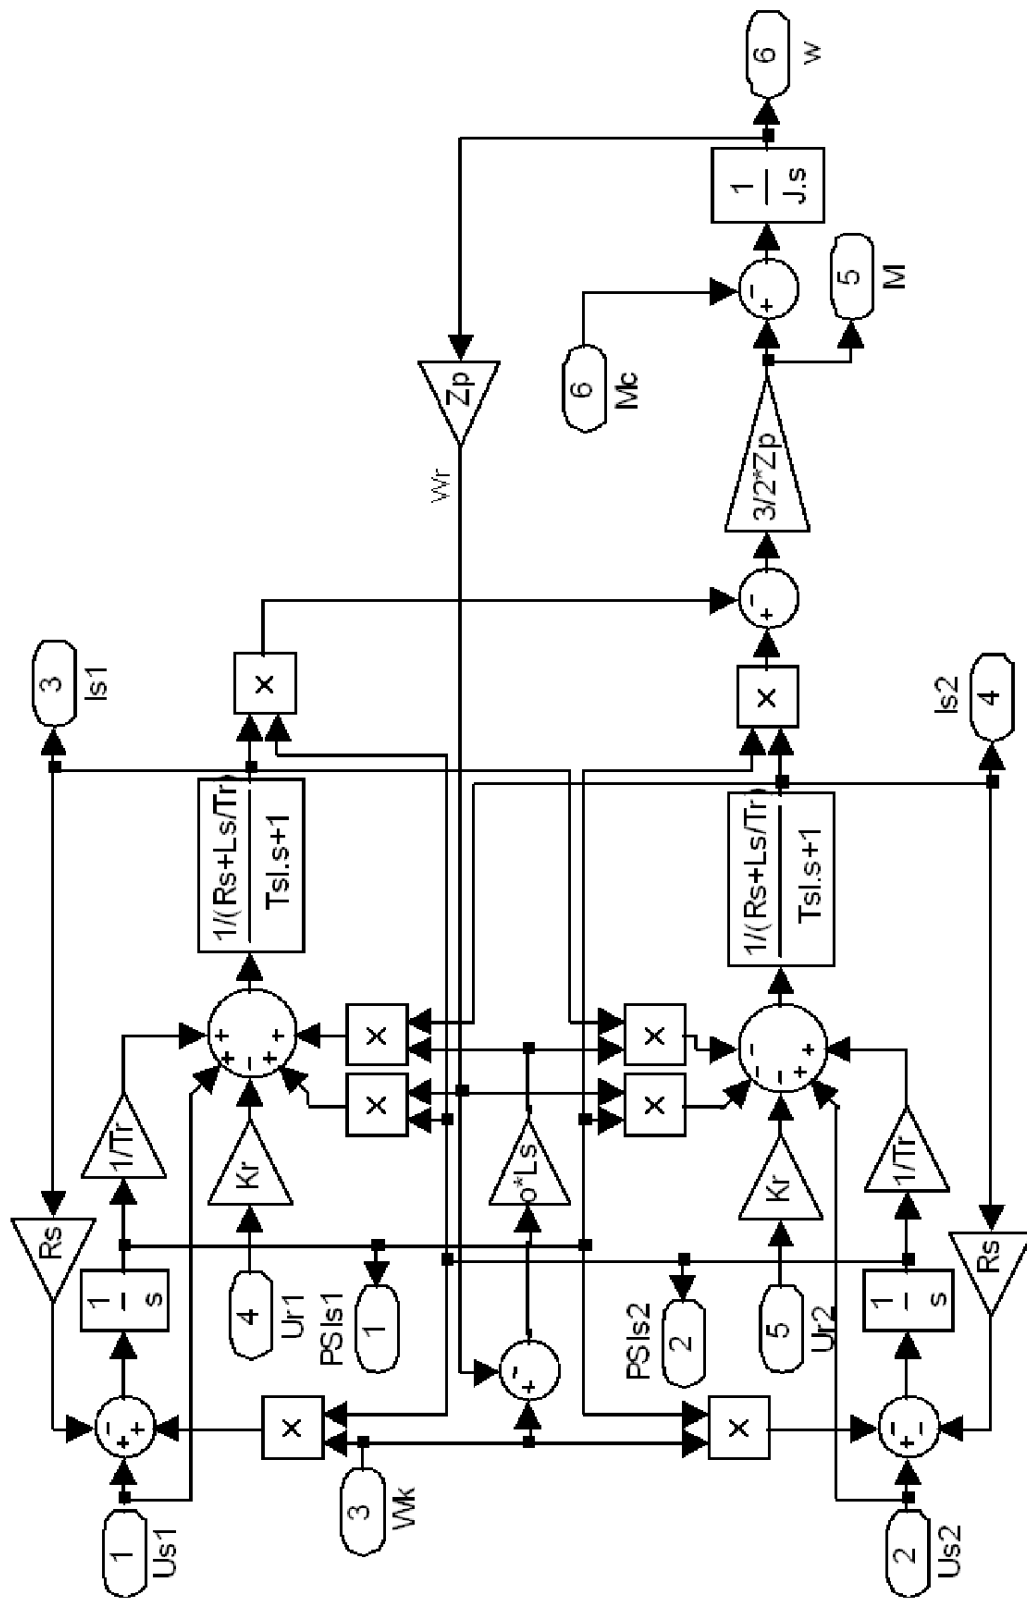 1
Us1
Rs
1
s
1/Tr
3
Is1
4
Ur1
Kr
1/(Rs+Ls/Tr)
Tsl.s+1
×
×
×
×
1
PSIs1
3
Wk
o*Ls
Wr
Zp
6
Mc
2
PSIs2
×
×
×
5
Ur2
Kr
1/(Rs+Ls/Tr)
Tsl.s+1
×
3/2*Zp
1
J.s
6
w
5
M
2
Us2
1
s
1/Tr
Rs
Is2
4